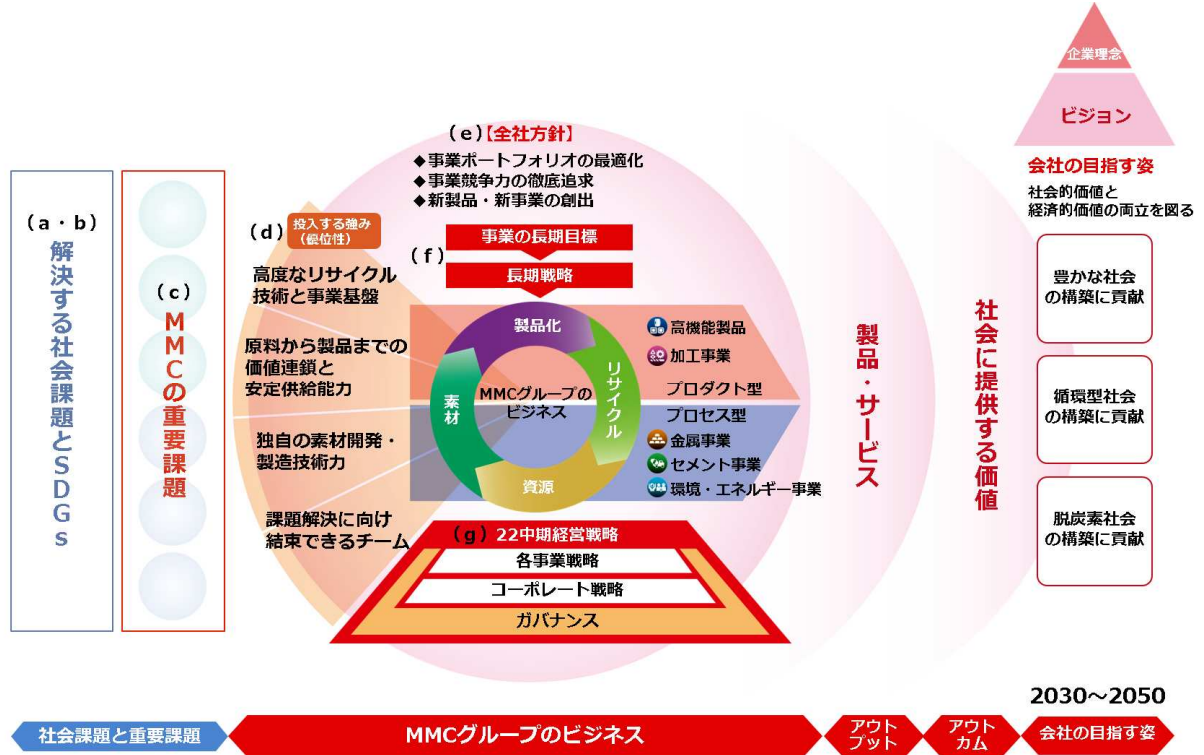 企業理念
ビジョン
会社の目指す姿
社会的価値と
経済的価値の両立を図る
豊かな社会
の構築に貢献
循環型社会
の構築に貢献
脱炭素社会
の構築に貢献
(a・b)
解決する社会課題とSDGs
(c)
MMCの重要課題
(d)
投入する強み
(優位性)
高度なリサイクル
技術と事業基盤
原料から製品までの
価値連鎖と
安定供給能力
独自の素材開発・
製造技術力
課題解決に向け
結束できるチーム
(e)【全社方針】
◆事業ポートフォリオの最適化
◆事業競争力の徹底追求
◆新製品・新事業の創出
事業の長期目標
(f)
長期戦略
製品化
リサイクル
資源
素材
MMCグループの
ビジネス
高機能製品
加工事業
プロダクト型
プロセス型
金属事業
セメント事業
環境・エネルギー事業
(g) 22中期経営戦略
各事業戦略
コーポレート戦略
ガバナンス
製品・サービス
社会に提供する価値
2030～2050
社会課題と重要課題
MMCグループのビジネス
アウト
プット
アウト
カム
会社の目指す姿